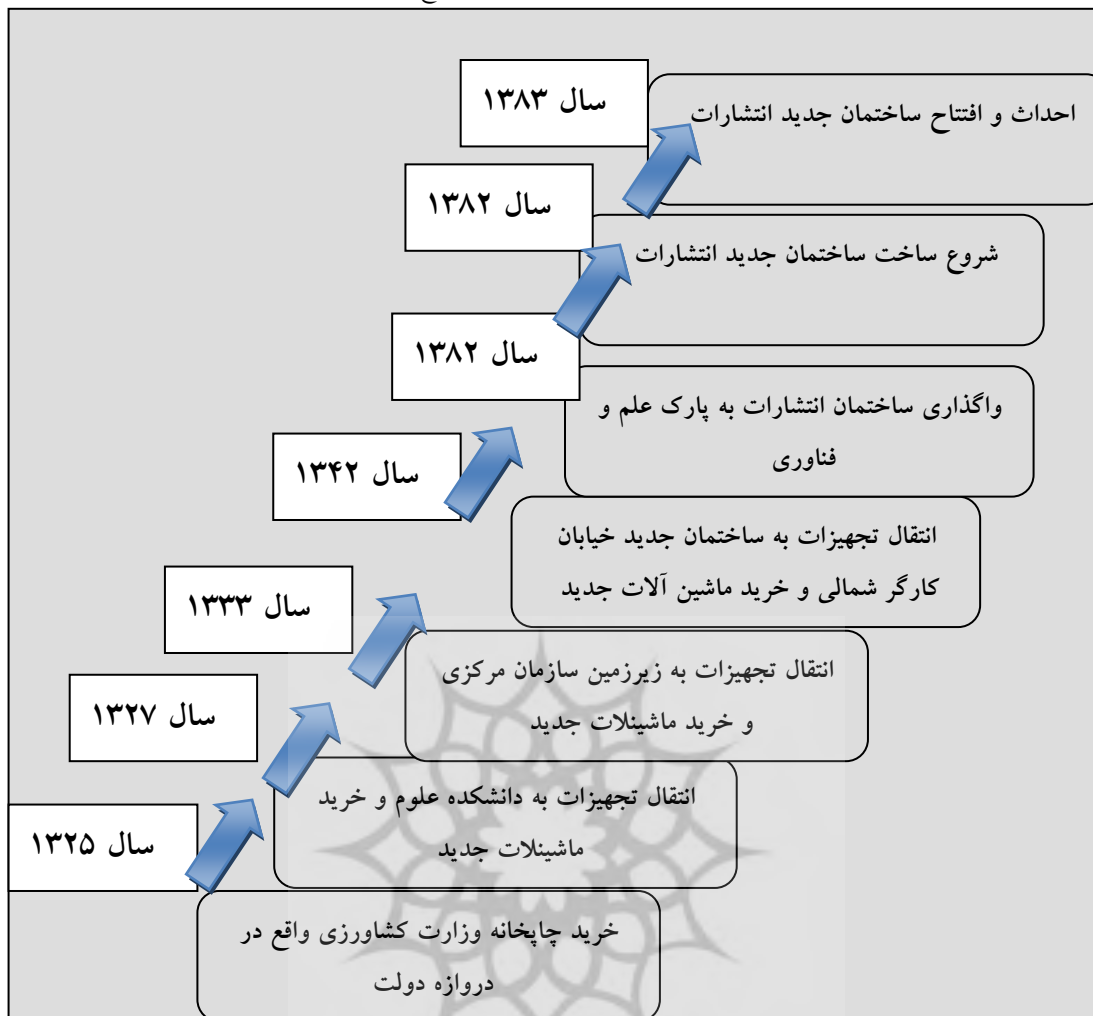 سال ۱۳۸۳
احداث و افتتاح ساختمان جدید انتشارات
سال ۱۳۸۲
شروع ساخت ساختمان جدید انتشارات
سال ۱۳۸۲
واگذاری ساختمان انتشارات به پارک علم و
فناوری
سال ۱۳۴۲
انتقال تجهیزات به ساختمان جدید خیابان
کارگر شمالی و خرید ماشین آلات جدید
سال ۱۳۳۳
انتقال تجهیزات به زیرزمین سازمان مرکزی
و خرید ماشینلات جدید
سال ۱۳۲۷
انتقال تجهیزات به دانشکده علوم و خرید
ماشینلات جدید
سال ۱۳۲۵
خرید چاپخانه وزارت کشاورزی واقع در
دروازه دولت